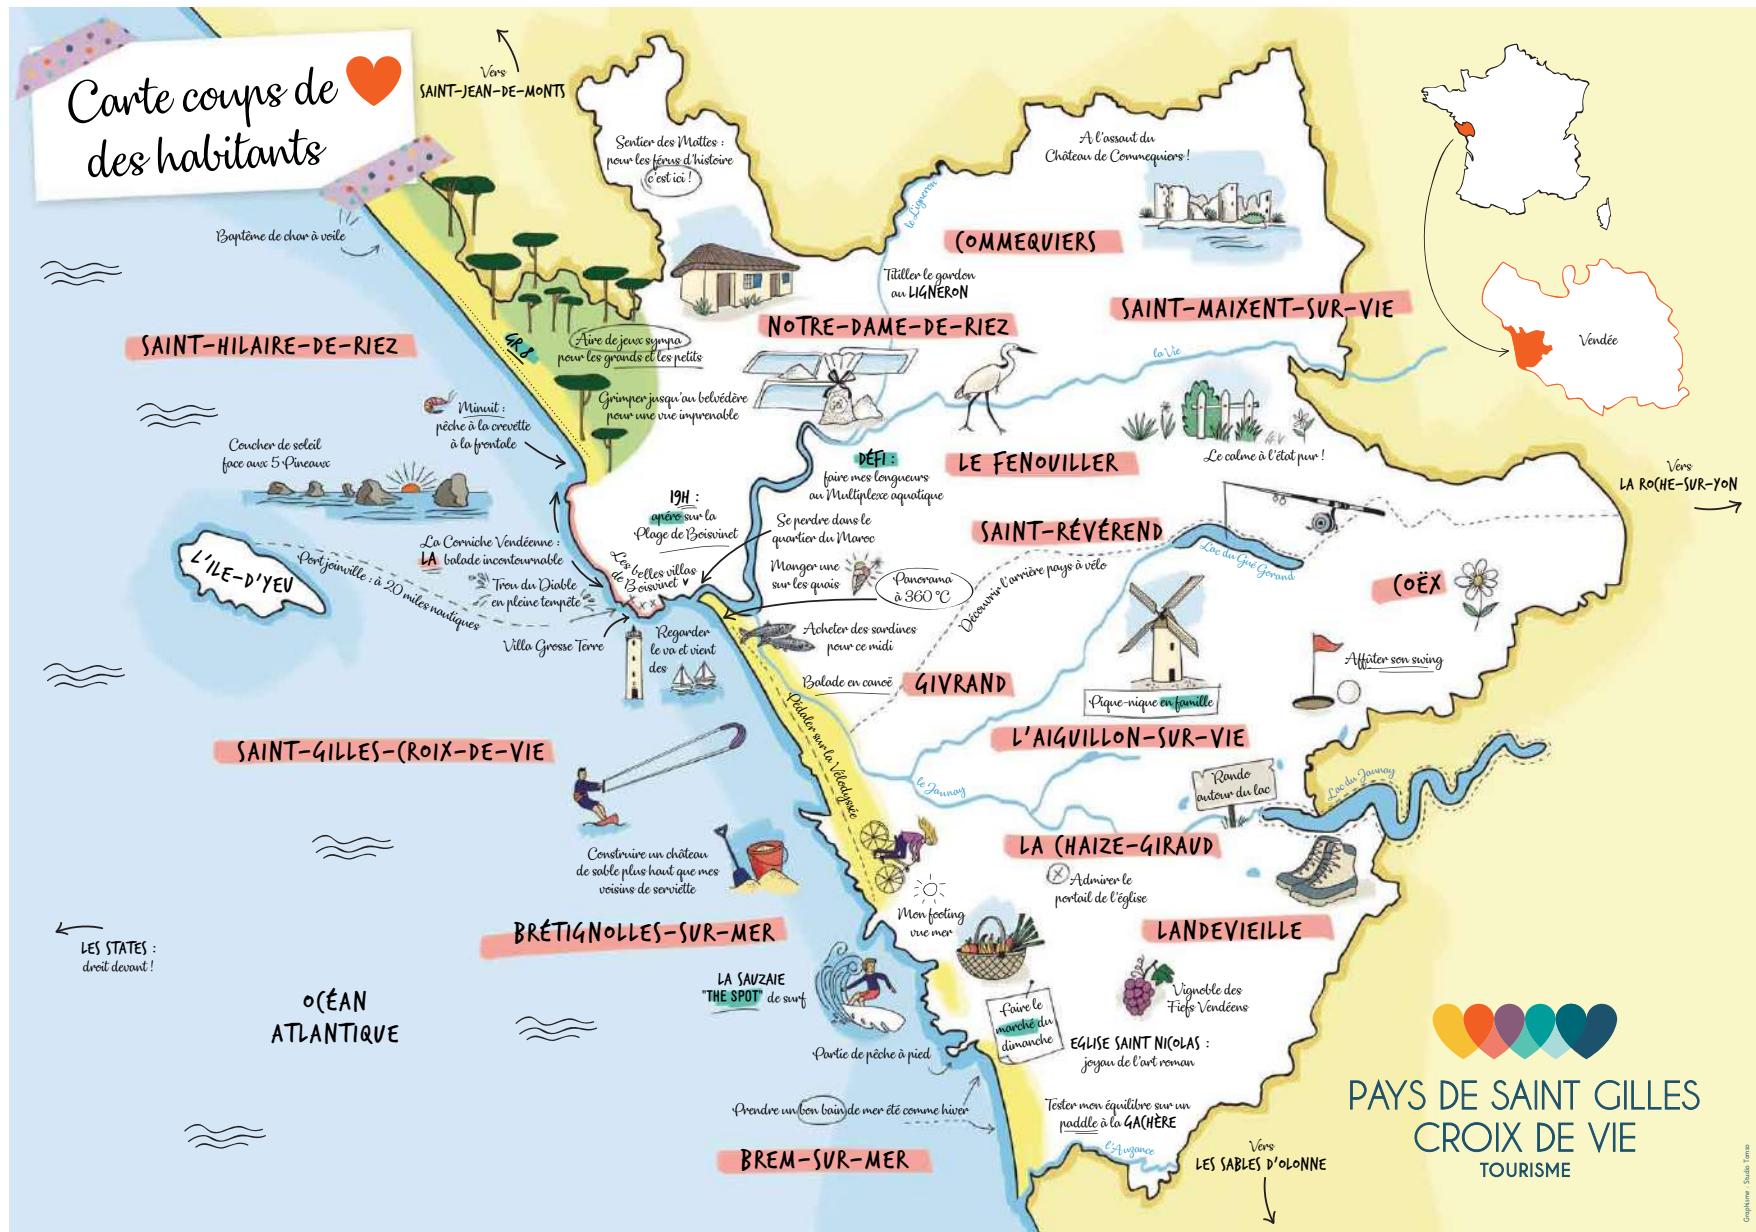 Carte coups de
des habitants
Vers
SAINT-JEAN-DE-MONTS
Sentier des Mattes :
pour les férus d'histoire
c'est ici !
A l'assaut du
Château de Commequiers !
le Ligneron
Baptême de char à voile
COMMEQUIERS
Titiller le gardon
au LIGNERON
SAINT-MAIXENT-SUR-VIE
NOTRE-DAME-DE-RIEZ
Vendée
SAINT-HILAIRE-DE-RIEZ
GR 8
Aire de jeux sympa
pour les grands et les petits
la Vie
Grimper jusqu'au belvédère
pour une vue imprenable
Minuit :
pêche à la crevette
à la frontale
Coucher de soleil
face aux 5 Pineaux
DÉFI :
faire mes longueurs
au Multiplexe aquatique
LE FENOUILLER
Le calme à l'état pur !
Vers
LA ROCHE-SUR-YON
19H :
apéro sur la
Plage de Boisvinet
Se perdre dans le
quartier du Maroc
SAINT-RÉVÉREND
Lac du Gué Gorand
La Corniche Vendéenne :
LA balade incontournable
Les belles villas
de Boisvinet ♥
Manger une
sur les quais
Panorama
à 360 °C
Découvrir l'arrière pays à vélo
COËX
L'ILE-D'YEU
Port joinville : à 20 miles nautiques
Trou du Diable
en pleine tempête
Villa Grosse Terre
Regarder
le va et vient
des
Acheter des sardines
pour ce midi
Affûter son swing
Balade en canoë
GIVRAND
Pique-nique en famille
Pédaler sur la Vélodyssée
L'AIGUILLON-SUR-VIE
SAINT-GILLES-CROIX-DE-VIE
le Jaunay
Rando
autour du lac
Lac du Jaunay
Construire un château
de sable plus haut que mes
voisins de serviette
LA CHAIZE-GIRAUD
Admirer le
portail de l'église
Mon footing
vue mer
BRÉTIGNOLLES-SUR-MER
LANDEVIEILLE
LES STATES :
droit devant !
OCÉAN
ATLANTIQUE
LA SAUZAIE
"THE SPOT" de surf
Vignoble des
Fiefs Vendéens
Faire le
marché du
dimanche
EGLISE SAINT NICOLAS :
joyau de l'art roman
Partie de pêche à pied
Prendre un bon bain de mer été comme hiver
Tester mon équilibre sur un
paddle à la GACHÈRE
l'Auzance
BREM-SUR-MER
Vers
LES SABLES D'OLONNE
PAYS DE SAINT GILLES
CROIX DE VIE
TOURISME
Graphisme : Studio Tomso